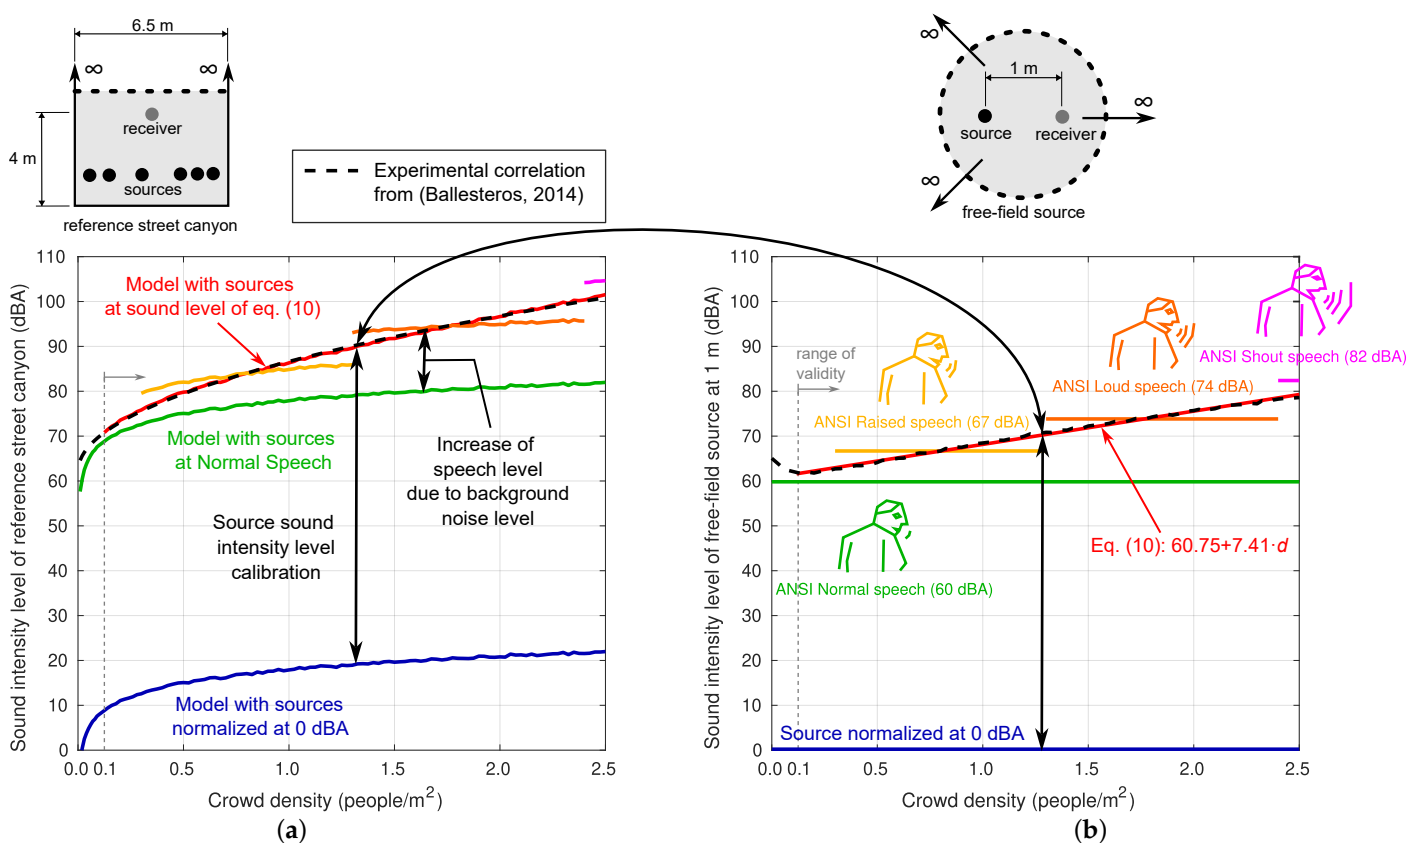 6.5 m
∞ ∞
receiver
4 m
sources
reference street canyon
Experimental correlation
from (Ballesteros, 2014)
∞
1 m
∞
source receiver
∞
free-field source
Sound intensity level of reference street canyon (dBA)
110
100
90
80
70
60
50
40
30
20
10
0
0.0 0.1 0.5 1.0 1.5 2.0 2.5
Crowd density (people/m²)
Model with sources
at sound level of eq. (10)
Model with sources
at Normal Speech
Increase of
speech level
due to background
noise level
Source sound
intensity level
calibration
Model with sources
normalized at 0 dBA
(a)
Sound intensity level of free-field source at 1 m (dBA)
110
100
90
80
70
60
50
40
30
20
10
0
0.0 0.1 0.5 1.0 1.5 2.0 2.5
Crowd density (people/m²)
range of
validity
ANSI Shout speech (82 dBA)
ANSI Loud speech (74 dBA)
ANSI Raised speech (67 dBA)
Eq. (10): 60.75+7.41·d
ANSI Normal speech (60 dBA)
Source normalized at 0 dBA
(b)